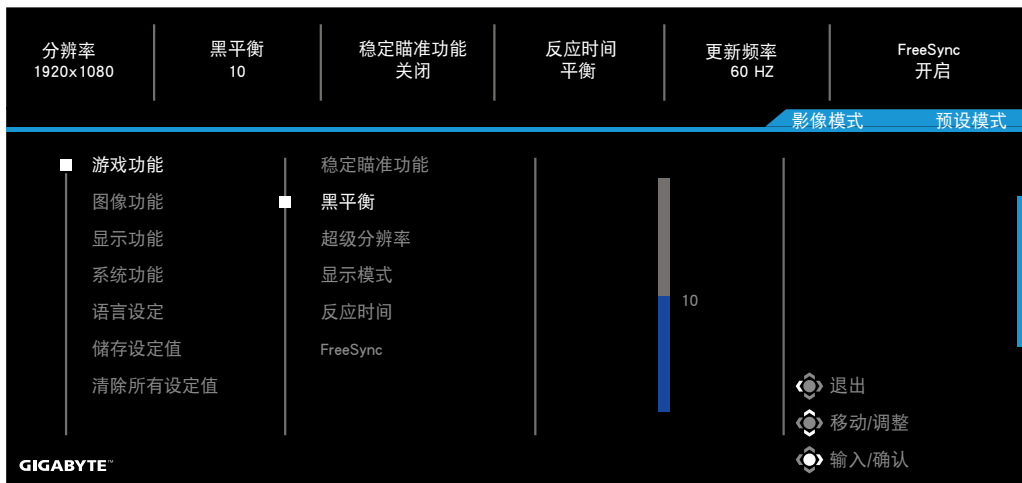 分辨率 黑平衡 稳定瞄准功能 反应时间 更新频率 FreeSync
1920x1080 10 关闭 平衡 60 HZ 开启
影像模式 预设模式
游戏功能 稳定瞄准功能
图像功能 黑平衡
显示功能 超级分辨率
系统功能 显示模式
10
语言设定 反应时间
储存设定值 FreeSync
清除所有设定值 退出
移动/调整
GIGABYTE™ 输入/确认